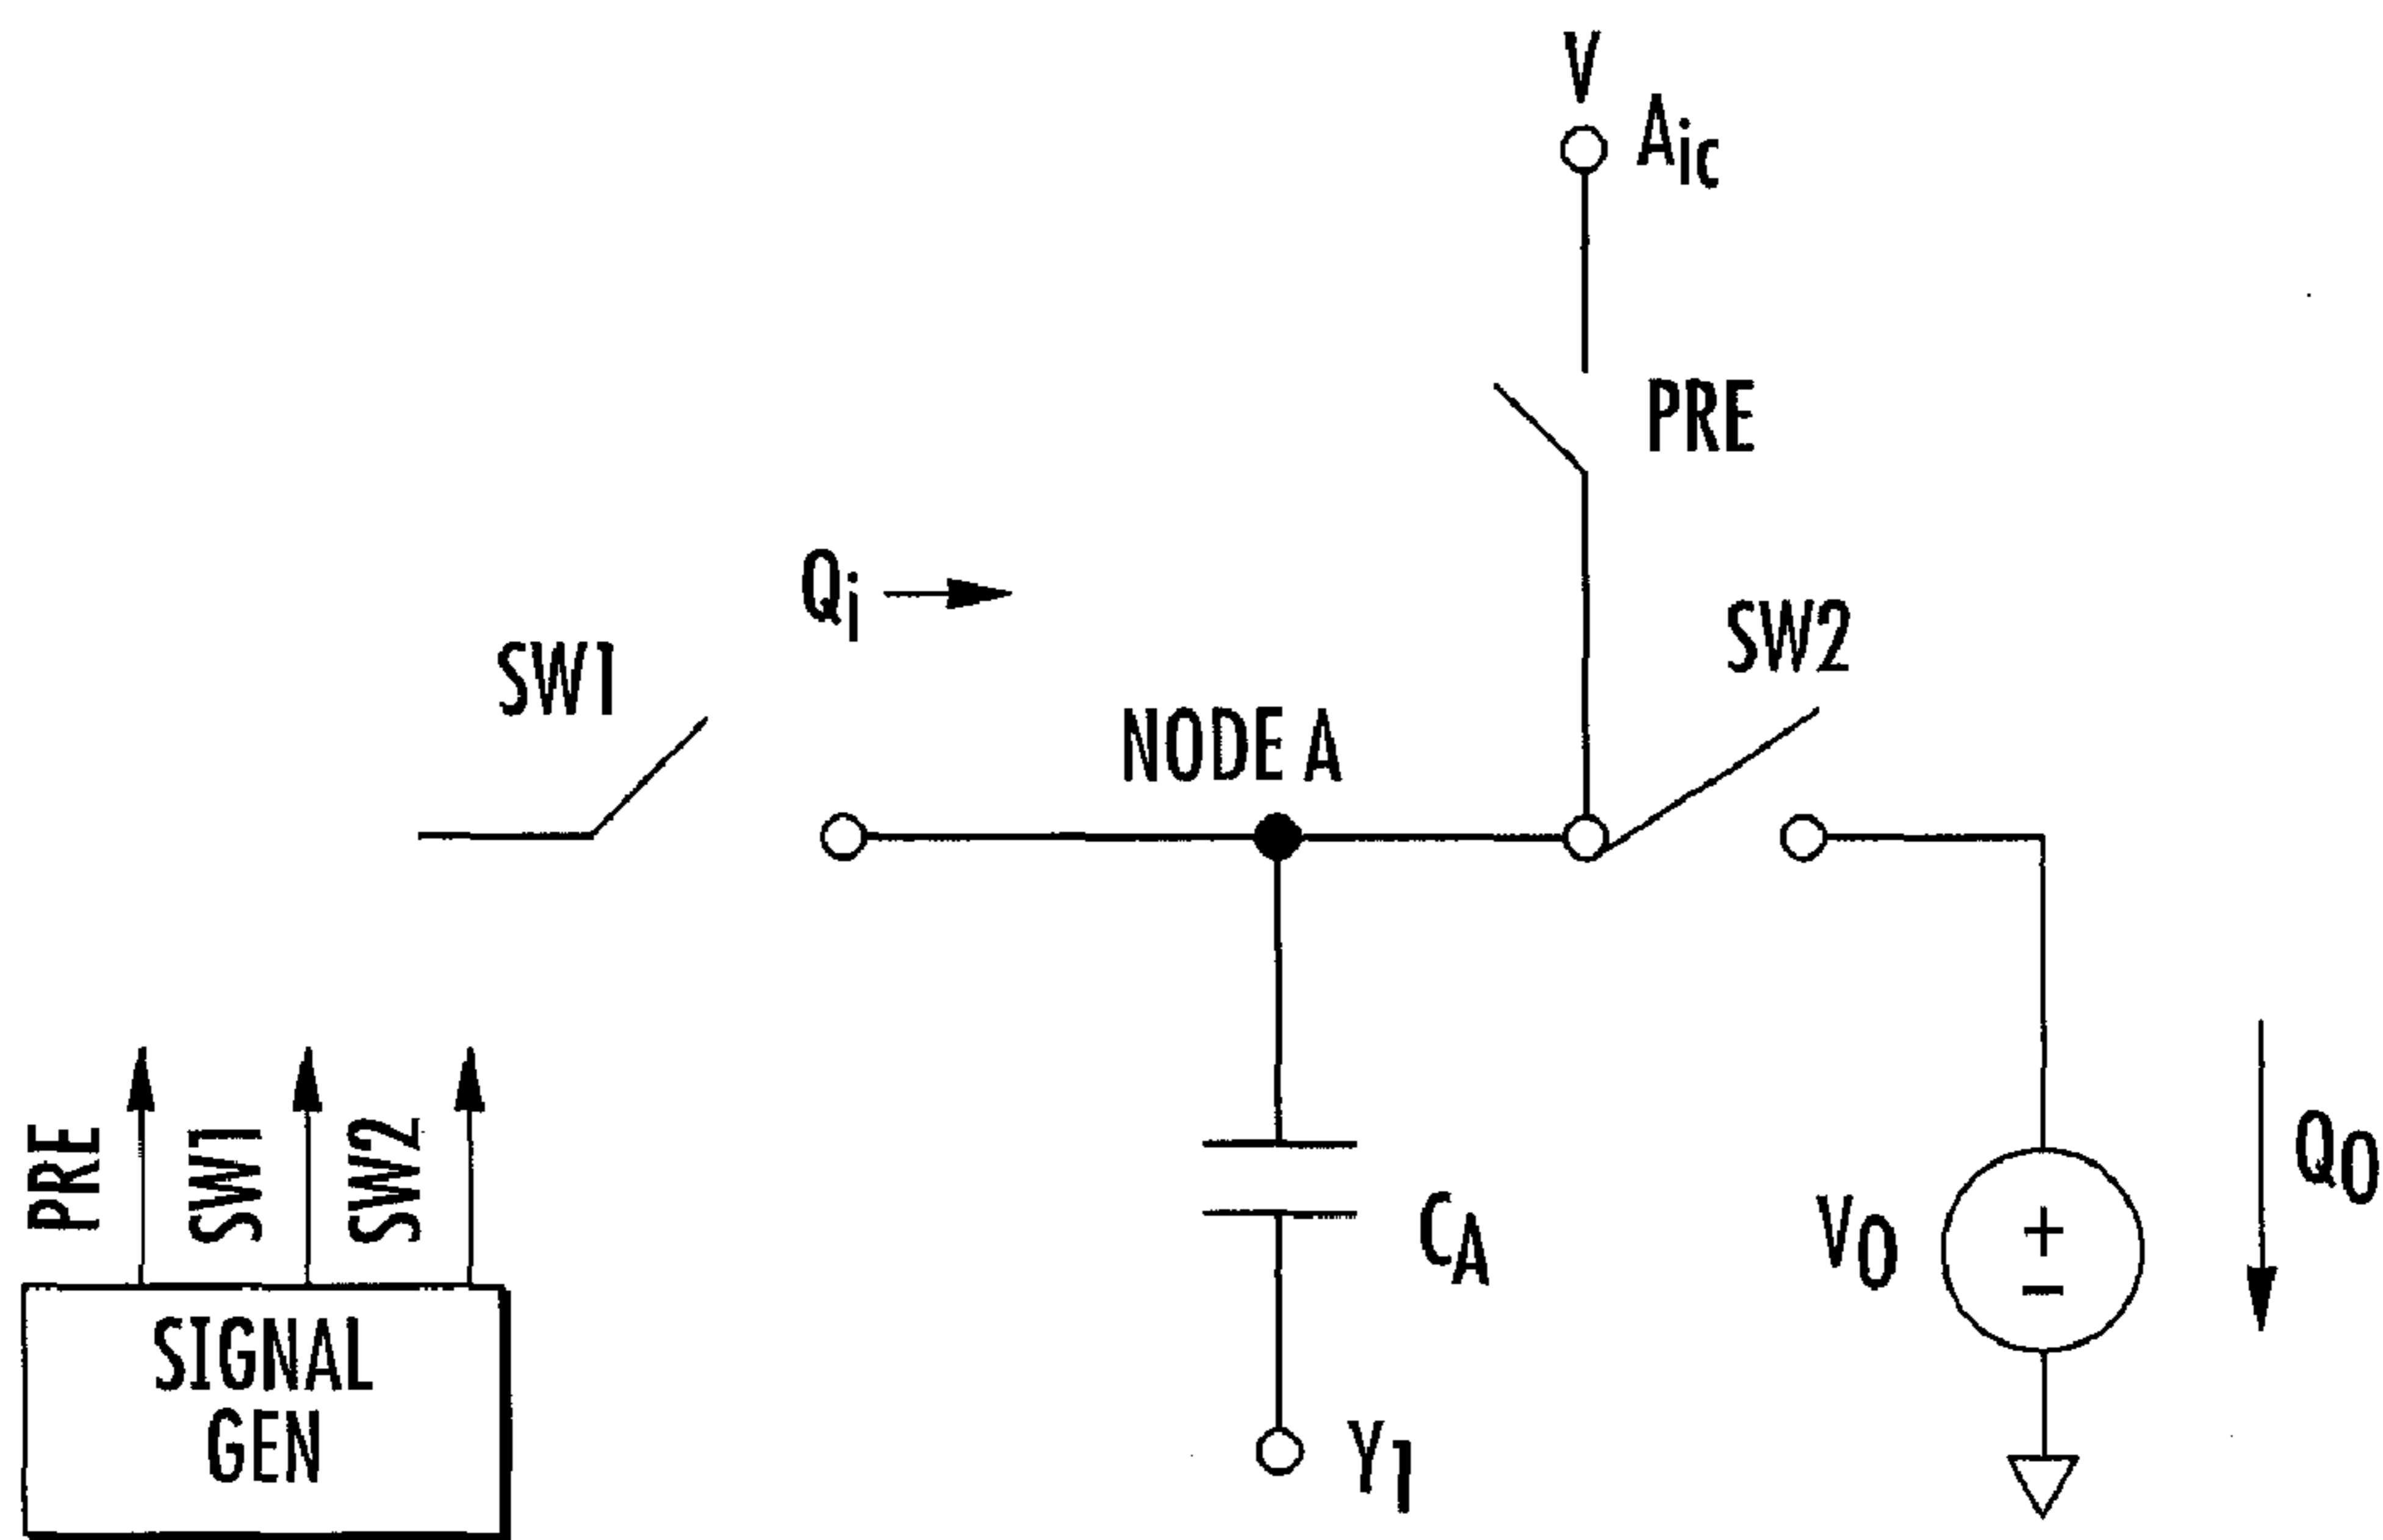 V
Aic
PRE
Qi
SW1
SW2
NODE A
PRE
SW1
SW2
CA
VO
+
−
QO
SIGNAL
GEN
Y1